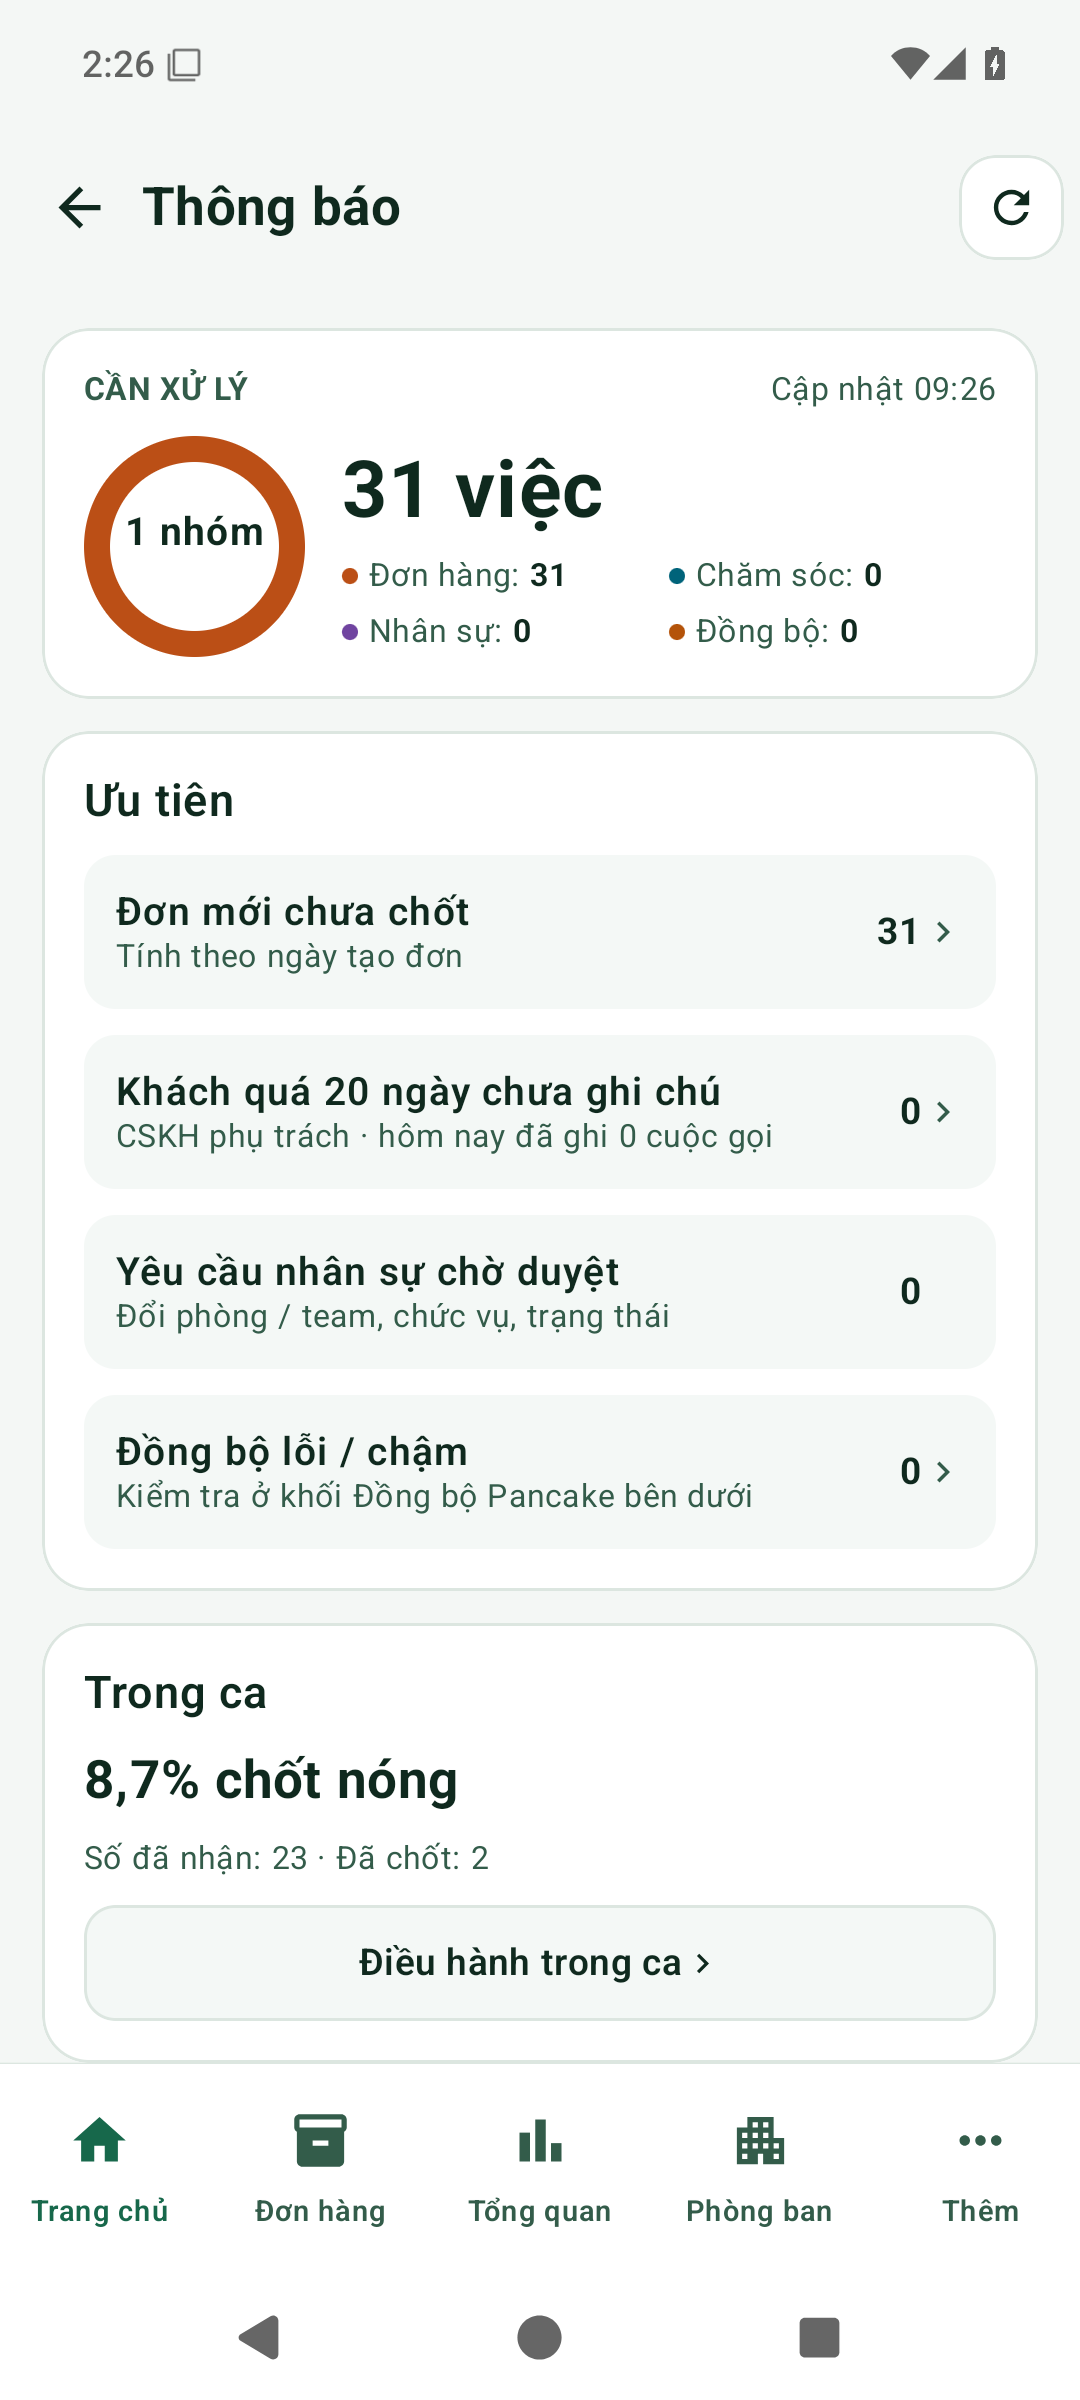 2:26
Thông báo
CẦN XỬ LÝ
Cập nhật 09:26
1 nhóm
31 việc
Đơn hàng: 31
Chăm sóc: 0
Nhân sự: 0
Đồng bộ: 0
Ưu tiên
Đơn mới chưa chốt
Tính theo ngày tạo đơn
31
Khách quá 20 ngày chưa ghi chú
CSKH phụ trách · hôm nay đã ghi 0 cuộc gọi
0
Yêu cầu nhân sự chờ duyệt
Đổi phòng / team, chức vụ, trạng thái
0
Đồng bộ lỗi / chậm
Kiểm tra ở khối Đồng bộ Pancake bên dưới
0
Trong ca
8,7% chốt nóng
Số đã nhận: 23 · Đã chốt: 2
Điều hành trong ca
Trang chủ
Đơn hàng
Tổng quan
Phòng ban
Thêm